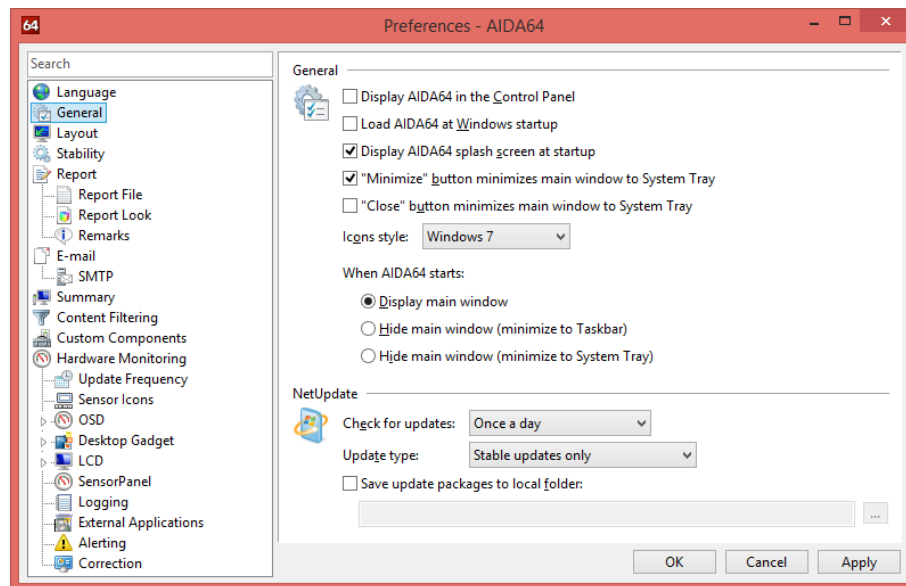 64
Preferences - AIDA64
Search
Language
General
Layout
Stability
Report
Report File
Report Look
Remarks
E-mail
SMTP
Summary
Content Filtering
Custom Components
Hardware Monitoring
Update Frequency
Sensor Icons
OSD
Desktop Gadget
LCD
SensorPanel
Logging
External Applications
Alerting
Correction
General
Display AIDA64 in the Control Panel
Load AIDA64 at Windows startup
Display AIDA64 splash screen at startup
"Minimize" button minimizes main window to System Tray
"Close" button minimizes main window to System Tray
Icons style: Windows 7
When AIDA64 starts:
Display main window
Hide main window (minimize to Taskbar)
Hide main window (minimize to System Tray)
NetUpdate
Check for updates: Once a day
Update type: Stable updates only
Save update packages to local folder:
...
OK Cancel Apply